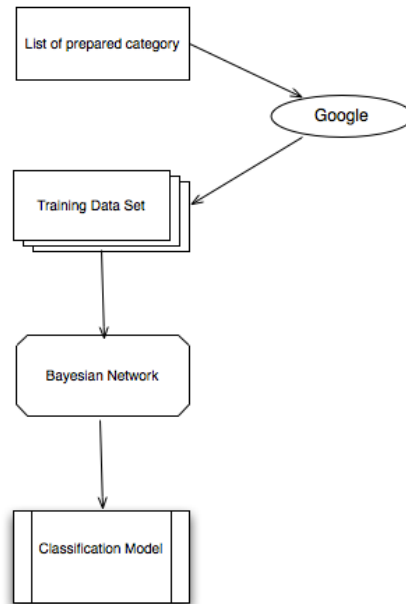 List of prepared category
Google
Training Data Set
Bayesian Network
Classification Model